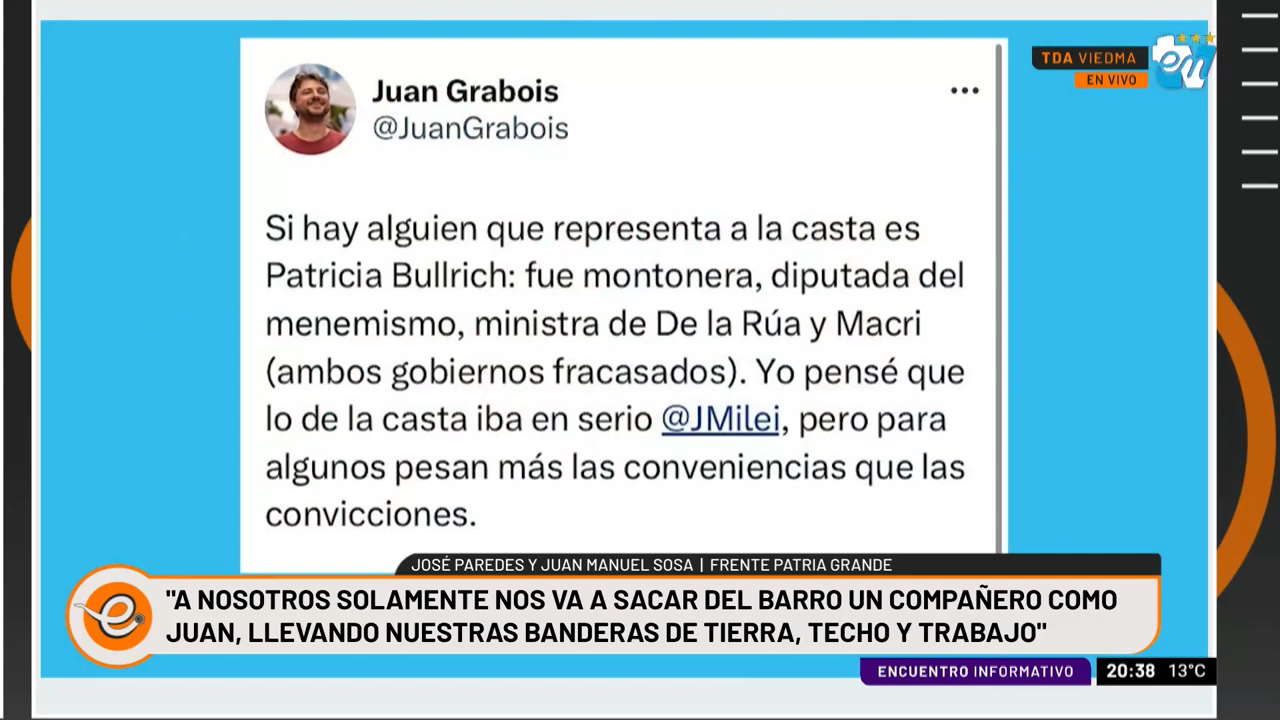 TDA VIEDMA
EN VIVO
eu
Juan Grabois
@JuanGrabois
Si hay alguien que representa a la casta es
Patricia Bullrich: fue montonera, diputada del
menemismo, ministra de De la Rúa y Macri
(ambos gobiernos fracasados). Yo pensé que
lo de la casta iba en serio @JMilei, pero para
algunos pesan más las conveniencias que las
convicciones.
JOSÉ PAREDES Y JUAN MANUEL SOSA | FRENTE PATRIA GRANDE
"A NOSOTROS SOLAMENTE NOS VA A SACAR DEL BARRO UN COMPAÑERO COMO
JUAN, LLEVANDO NUESTRAS BANDERAS DE TIERRA, TECHO Y TRABAJO"
e
ENCUENTRO INFORMATIVO
20:38 13°C